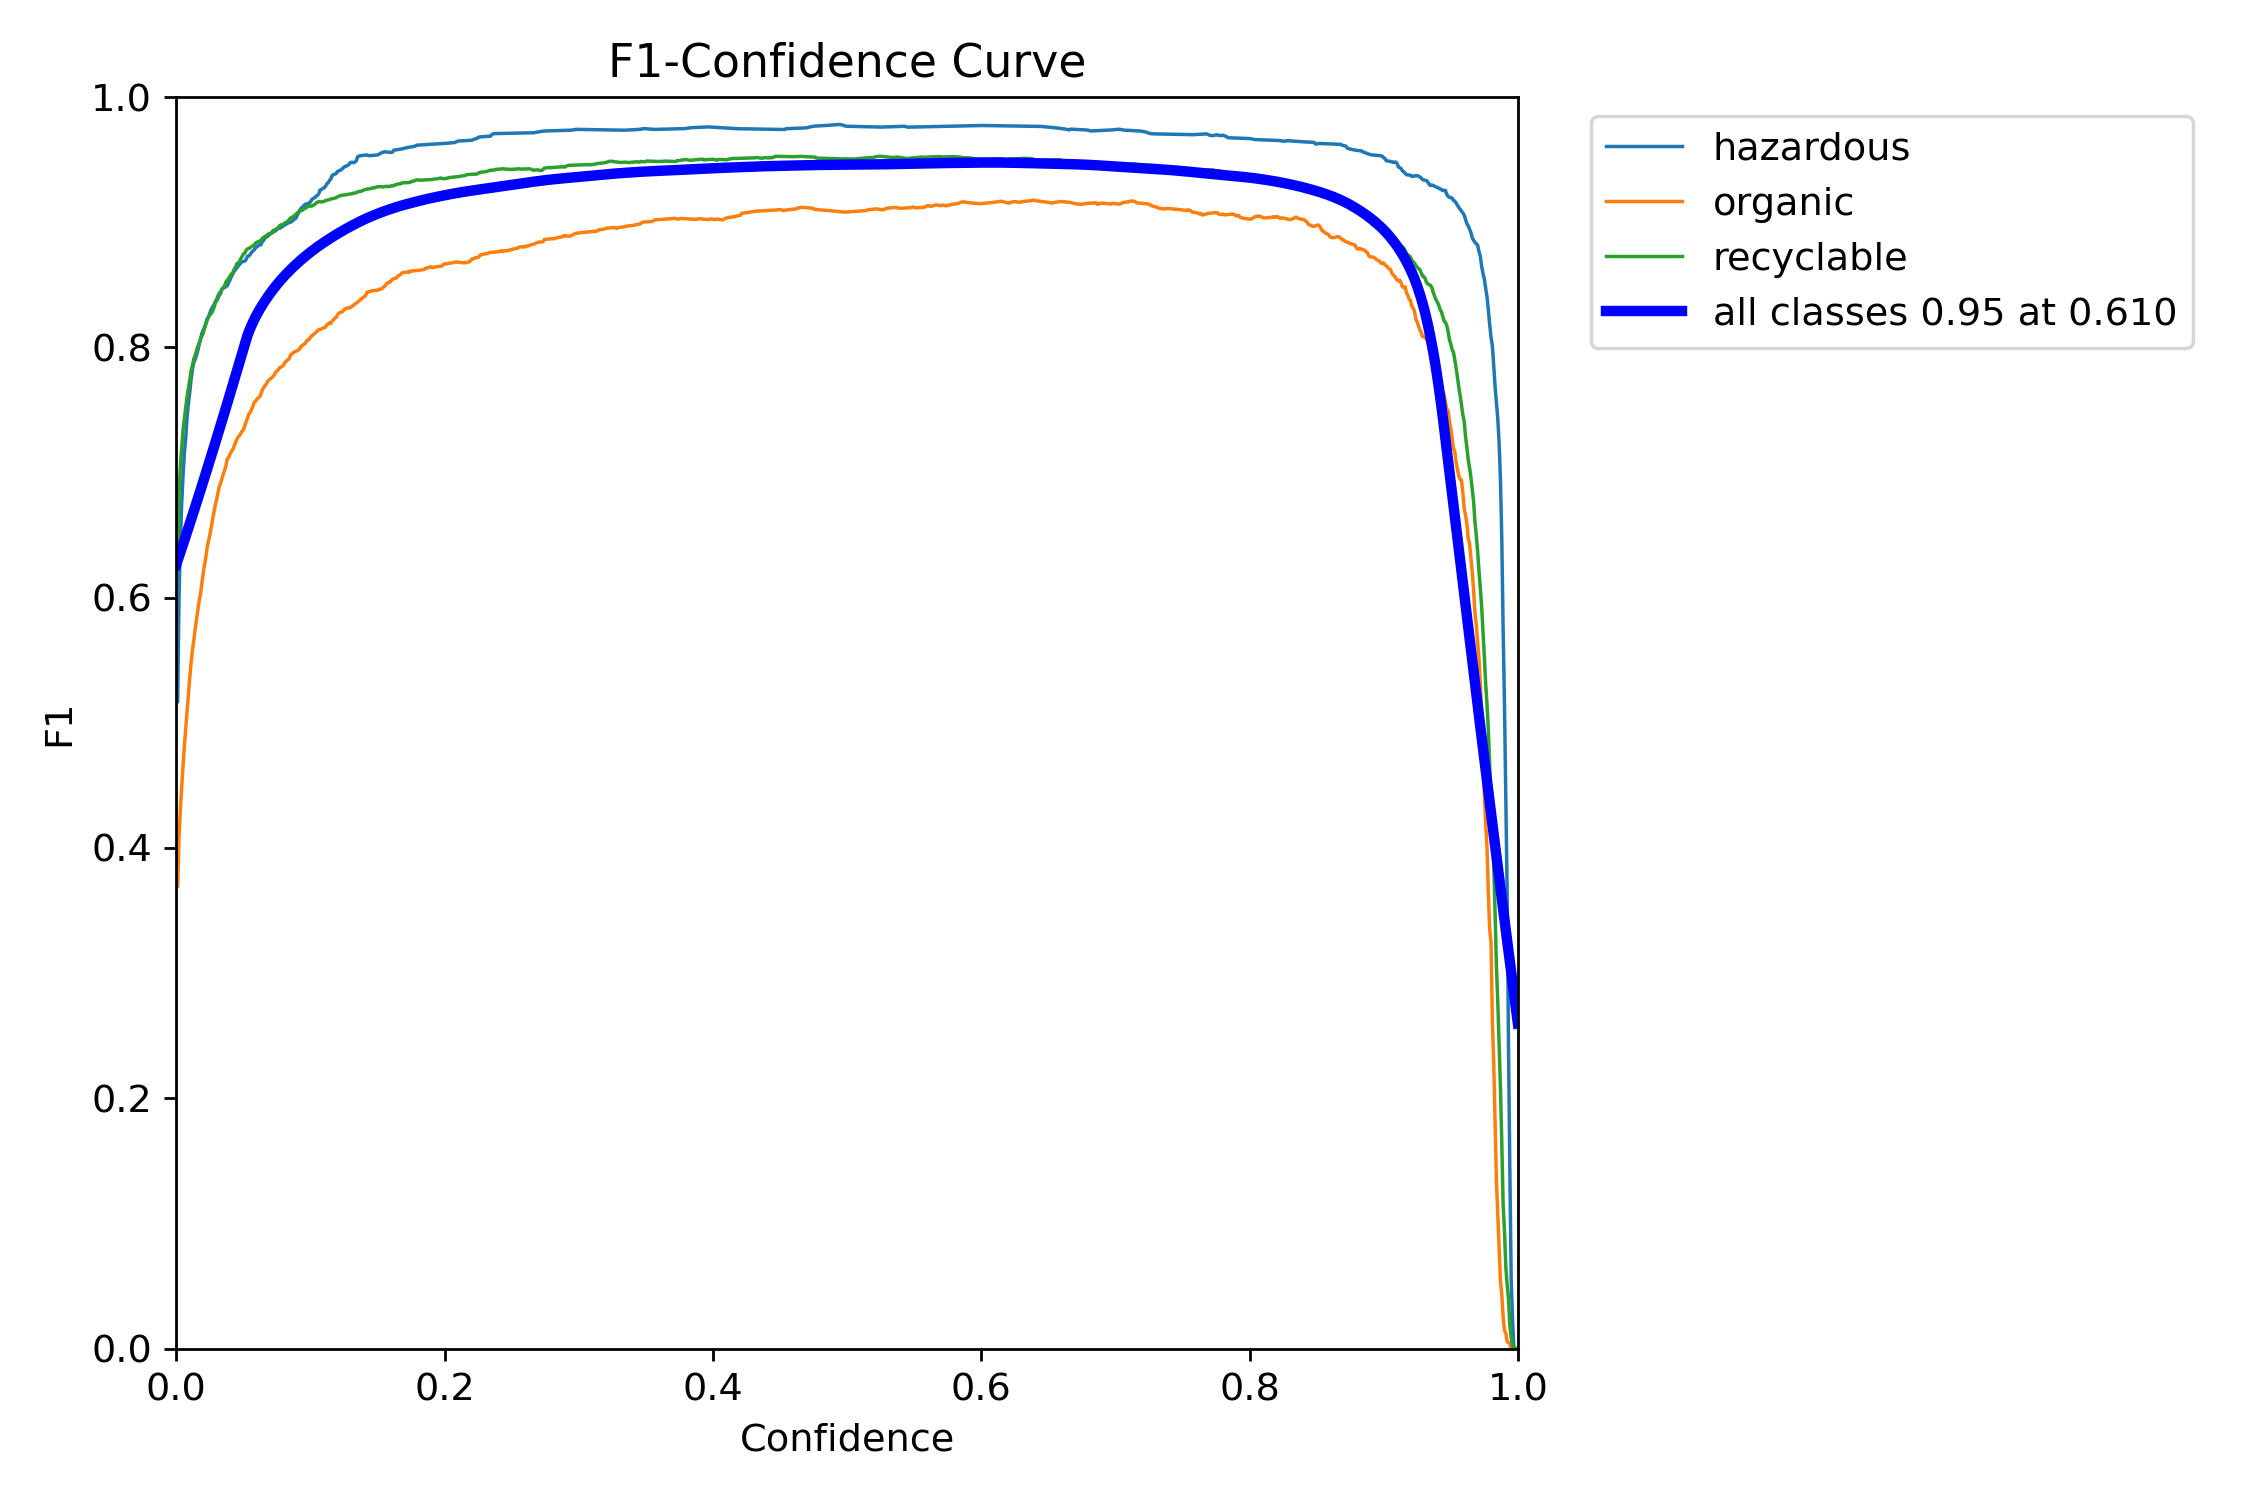 F1-Confidence Curve
1.0
0.8
0.6
0.4
0.2
0.0
F1
0.0 0.2 0.4 0.6 0.8 1.0
Confidence
hazardous
organic
recyclable
all classes 0.95 at 0.610